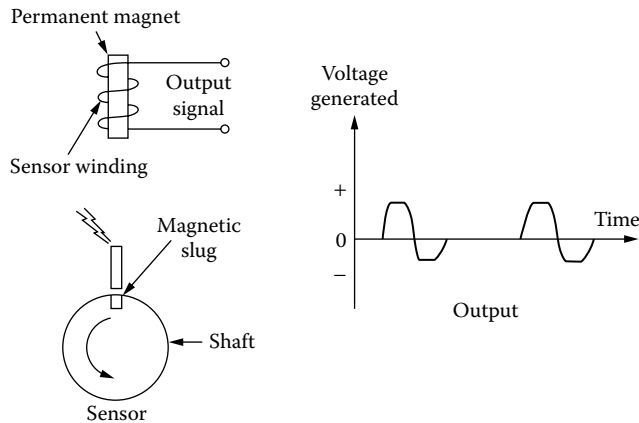 Permanent magnet
Output
signal
Sensor winding
Magnetic
slug
Shaft
Sensor
Voltage
generated
+
0
−
Time
Output